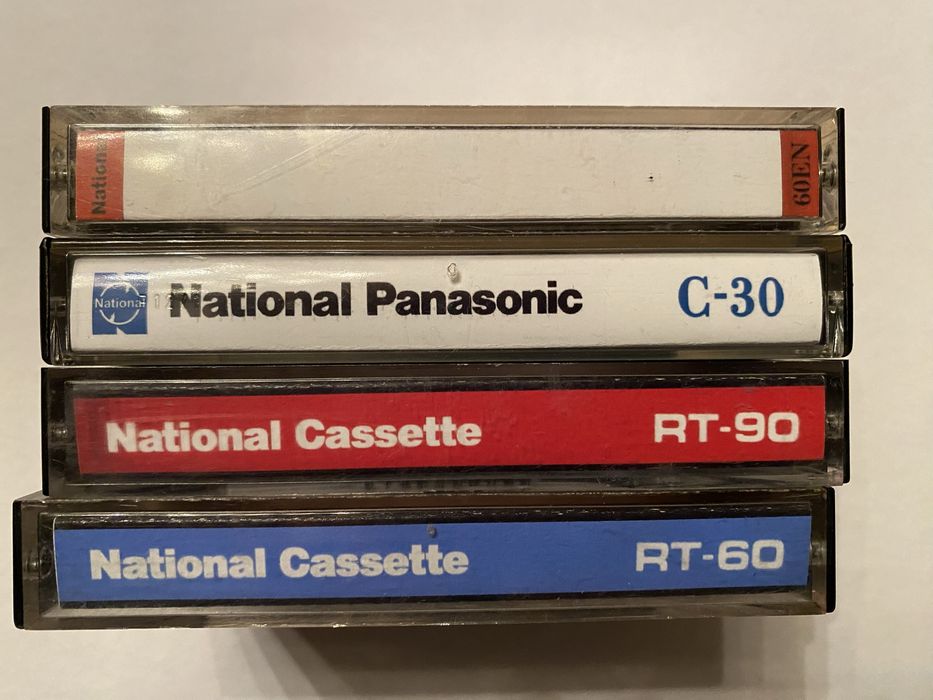 National 60EN
National National Panasonic C-30
National Cassette RT-90
National Cassette RT-60